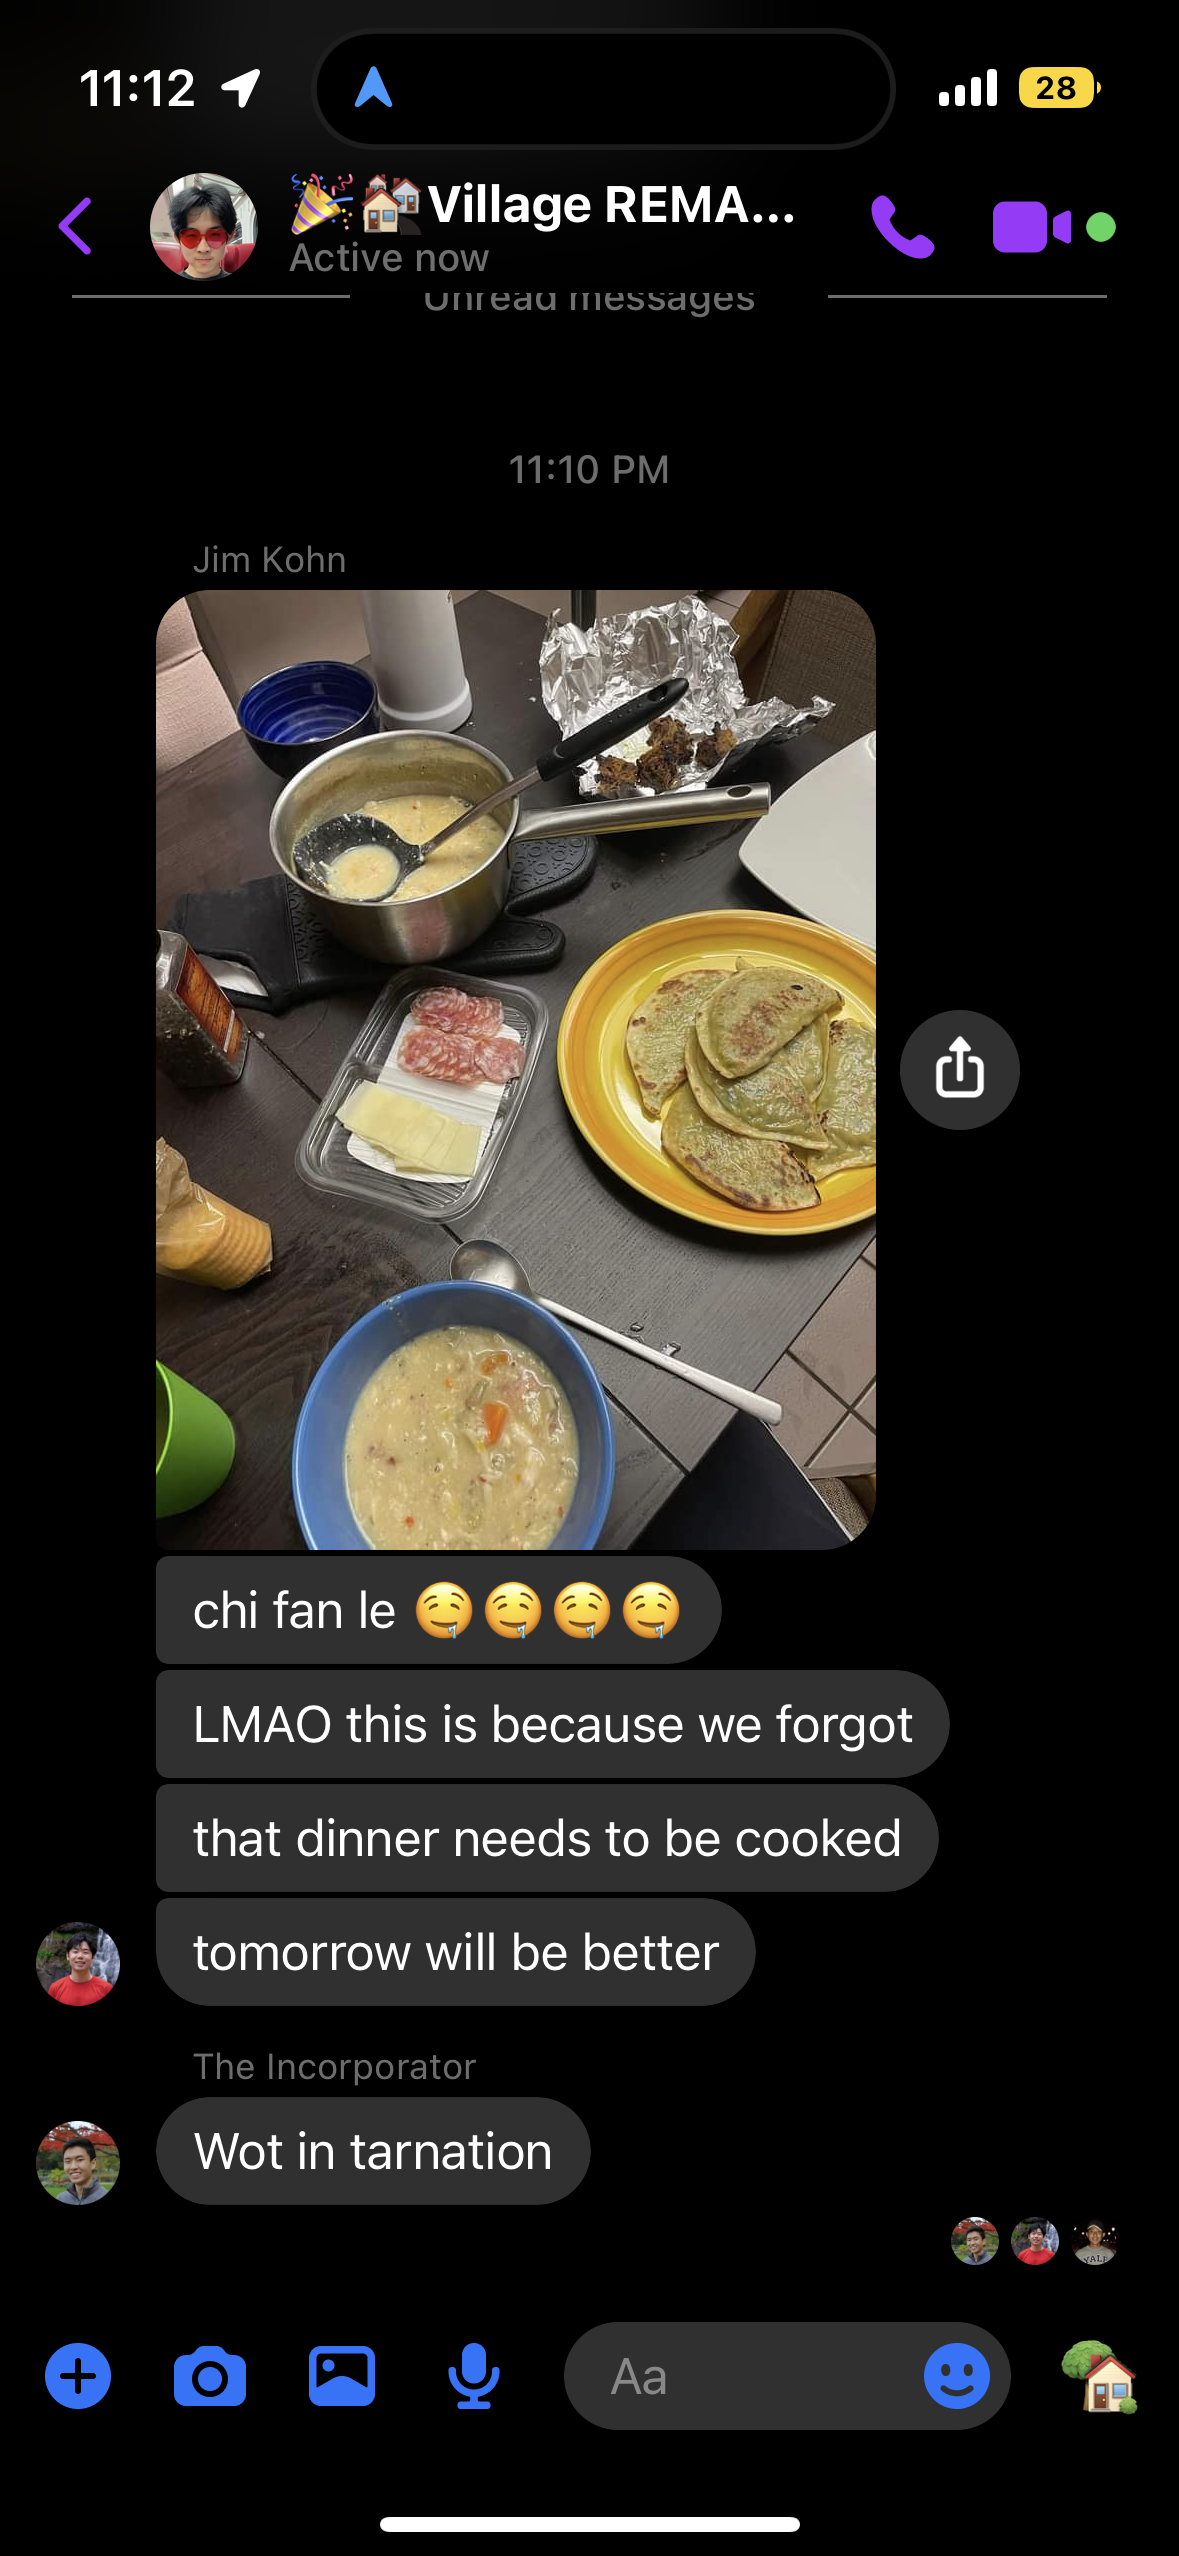 11:12
28
🎉🏘️Village REMA...
Active now
Unread messages
11:10 PM
Jim Kohn
chi fan le 🤤🤤🤤🤤
LMAO this is because we forgot
that dinner needs to be cooked
tomorrow will be better
The Incorporator
Wot in tarnation
YALE
Aa